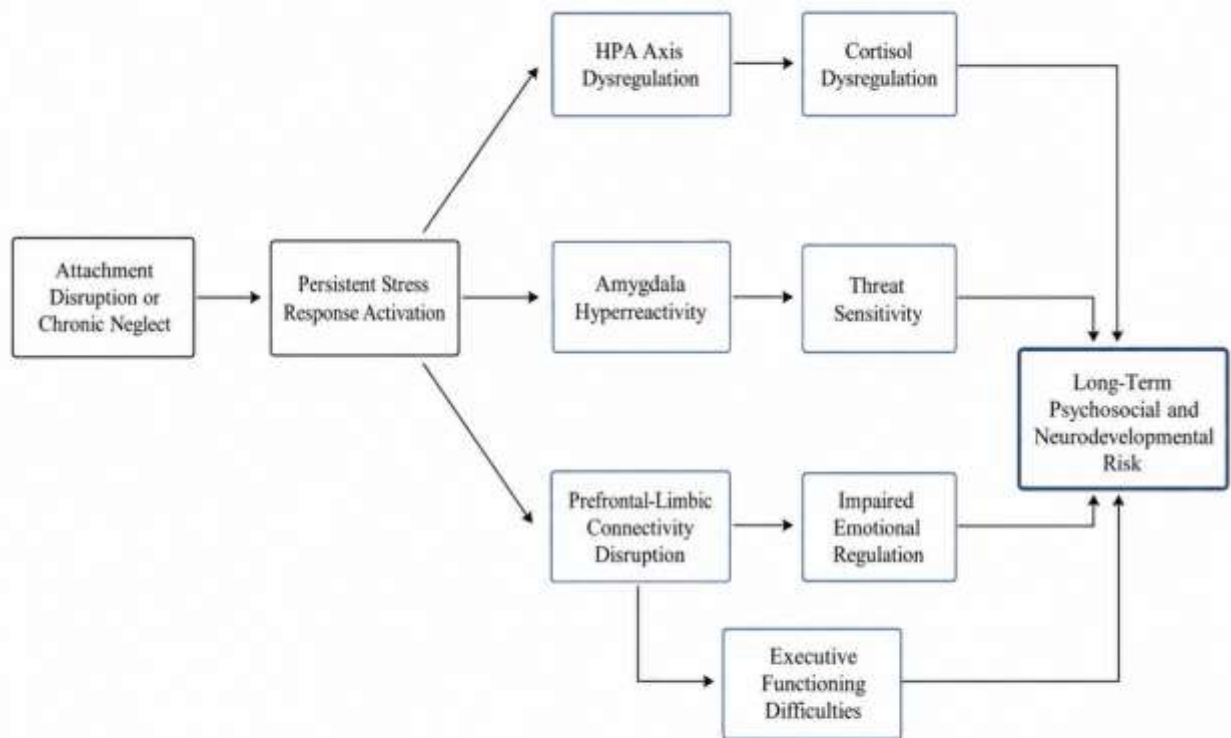 HPA Axis
Dysregulation
Cortisol
Dysregulation
Attachment
Disruption or
Chronic Neglect
Persistent Stress
Response Activation
Amygdala
Hyperreactivity
Threat
Sensitivity
Long-Term
Psychosocial and
Neurodevelopmental
Risk
Prefrontal-Limbic
Connectivity
Disruption
Impaired
Emotional
Regulation
Executive
Functioning
Difficulties